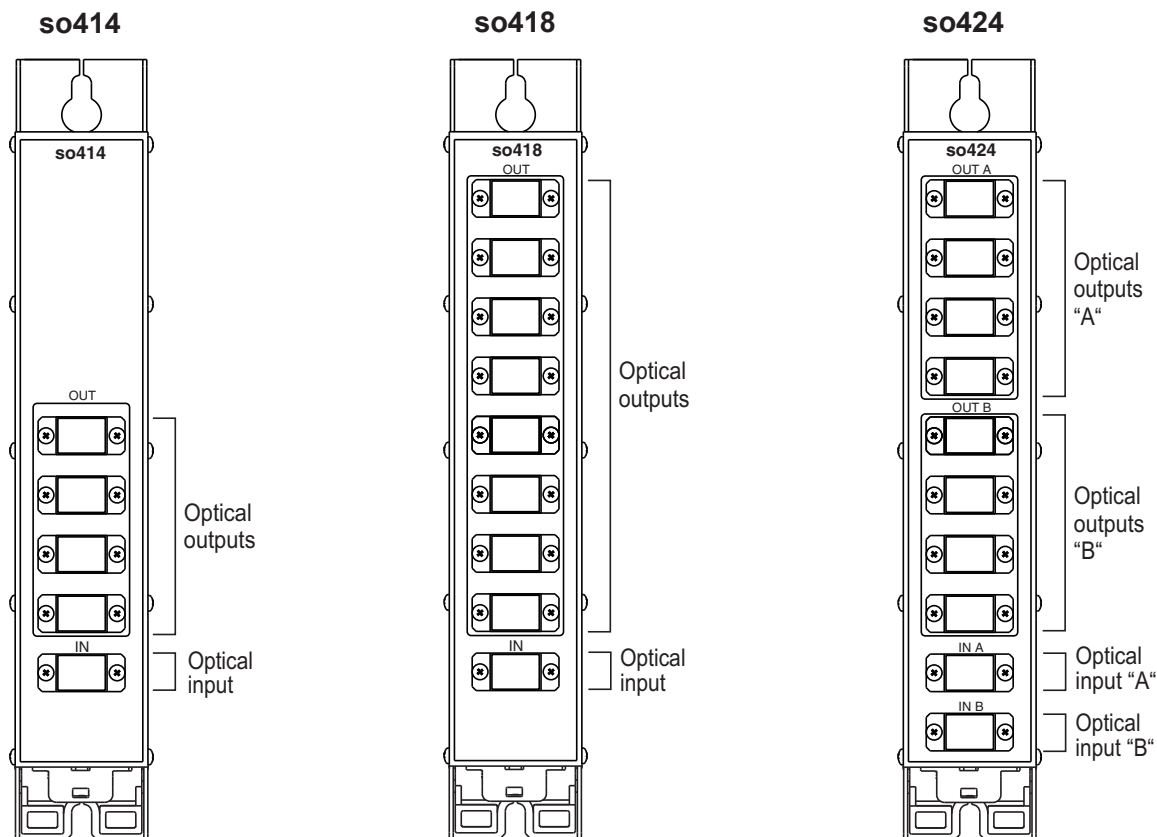 so414
so418
so424
so414
OUT
Optical
outputs
IN
Optical
input
so418
OUT
Optical
outputs
IN
Optical
input
so424
OUT A
Optical
outputs
“A“
OUT B
Optical
outputs
“B“
IN A
Optical
input “A“
IN B
Optical
input “B“